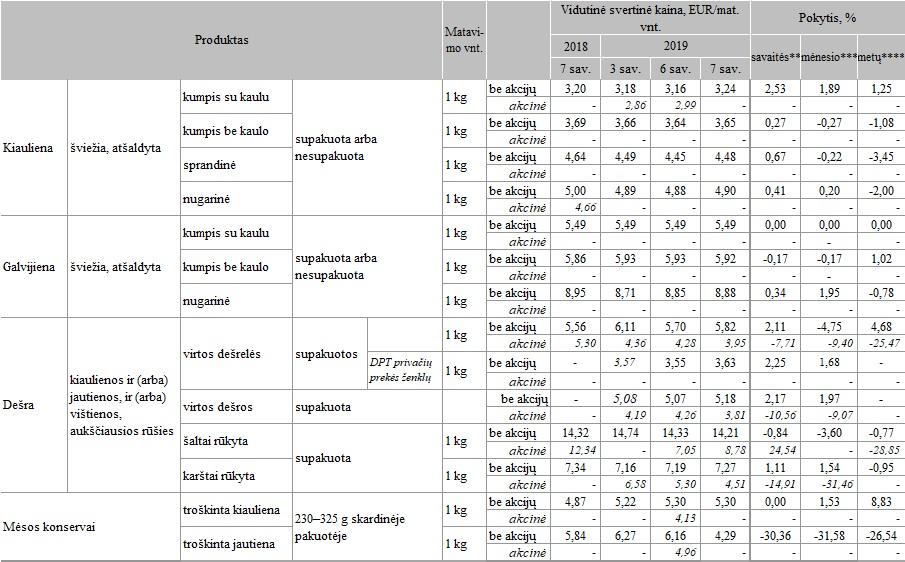 Produktas Matavi- mo vnt. Vidutinė svertinė kaina, EUR/mat. vnt. Pokytis, %
2018 2019 savaitės** mėnesio*** metų****
7 sav. 3 sav. 6 sav. 7 sav.
Kiauliena šviežia, atšaldyta kumpis su kaulu supakuota arba nesupakuota 1 kg be akcijų 3,20 3,18 3,16 3,24 2,53 1,89 1,25
akcinė - 2,86 2,99 - - - -
kumpis be kaulo 1 kg be akcijų 3,69 3,66 3,64 3,65 0,27 -0,27 -1,08
akcinė - - - - - - -
sprandinė 1 kg be akcijų 4,64 4,49 4,45 4,48 0,67 -0,22 -3,45
akcinė - - - - - - -
nugarinė 1 kg be akcijų 5,00 4,89 4,88 4,90 0,41 0,20 -2,00
akcinė 4,66 - - - - - -
Galvijiena šviežia, atšaldyta kumpis su kaulu supakuota arba nesupakuota 1 kg be akcijų 5,49 5,49 5,49 5,49 0,00 0,00 0,00
akcinė - - - - - - -
kumpis be kaulo 1 kg be akcijų 5,86 5,93 5,93 5,92 -0,17 -0,17 1,02
akcinė - - - - - - -
nugarinė 1 kg be akcijų 8,95 8,71 8,85 8,88 0,34 1,95 -0,78
akcinė - - - - - - -
Dešra kiaulienos ir (arba) jautienos, ir (arba) vištienos, aukščiausios rūšies virtos dešrelės supakuotos 1 kg be akcijų 5,56 6,11 5,70 5,82 2,11 -4,75 4,68
akcinė 5,30 4,36 4,28 3,95 -7,71 -9,40 -25,47
DPT privačių prekės ženklų 1 kg be akcijų - 3,57 3,55 3,63 2,25 1,68 -
akcinė - - - - - - -
virtos dešros supakuota be akcijų - 5,08 5,07 5,18 2,17 1,97 -
akcinė - 4,19 4,26 3,81 -10,56 -9,07 -
šaltai rūkyta supakuota 1 kg be akcijų 14,32 14,74 14,33 14,21 -0,84 -3,60 -0,77
akcinė 12,34 - 7,05 8,78 24,54 - -28,85
karštai rūkyta 1 kg be akcijų 7,34 7,16 7,19 7,27 1,11 1,54 -0,95
akcinė - 6,58 5,30 4,51 -14,91 -31,46 -
Mėsos konservai troškinta kiauliena 230–325 g skardinėje pakuotėje 1 kg be akcijų 4,87 5,22 5,30 5,30 0,00 1,53 8,83
akcinė - - 4,13 - - - -
troškinta jautiena 1 kg be akcijų 5,84 6,27 6,16 4,29 -30,36 -31,58 -26,54
akcinė - - 4,96 - - - -